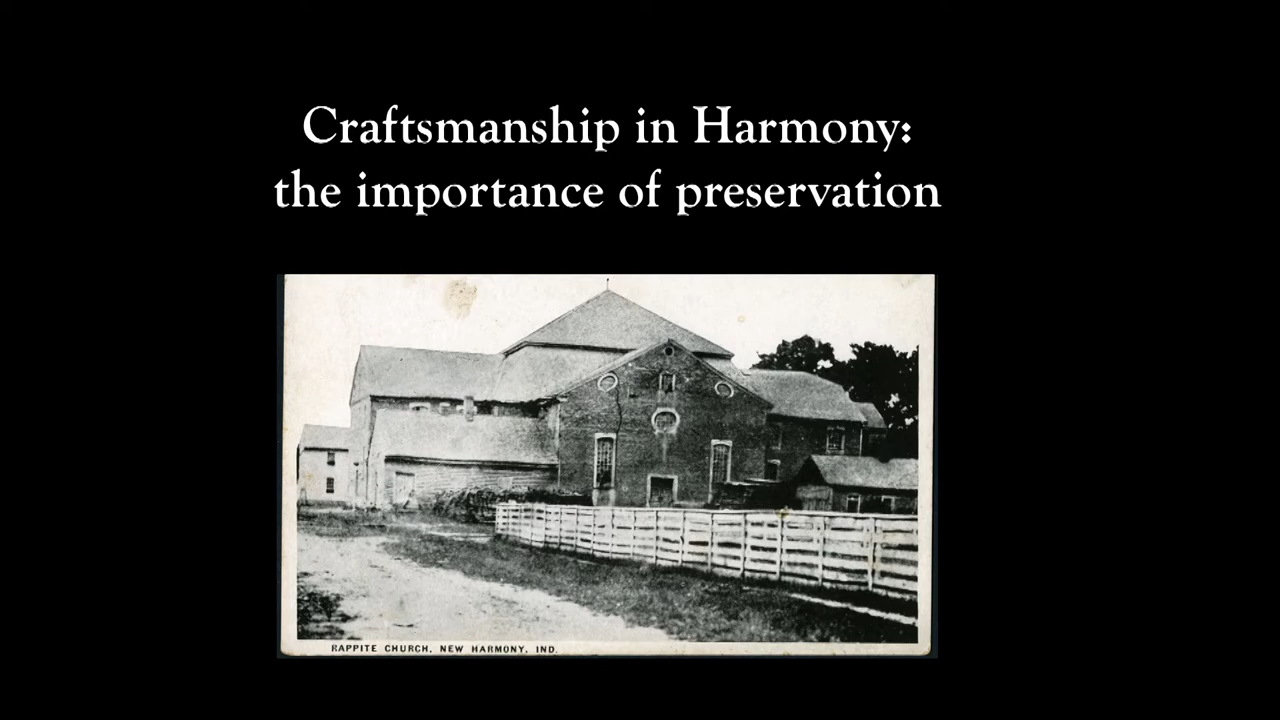 Craftsmanship in Harmony:
the importance of preservation
RAPPITE CHURCH, NEW HARMONY, IND.